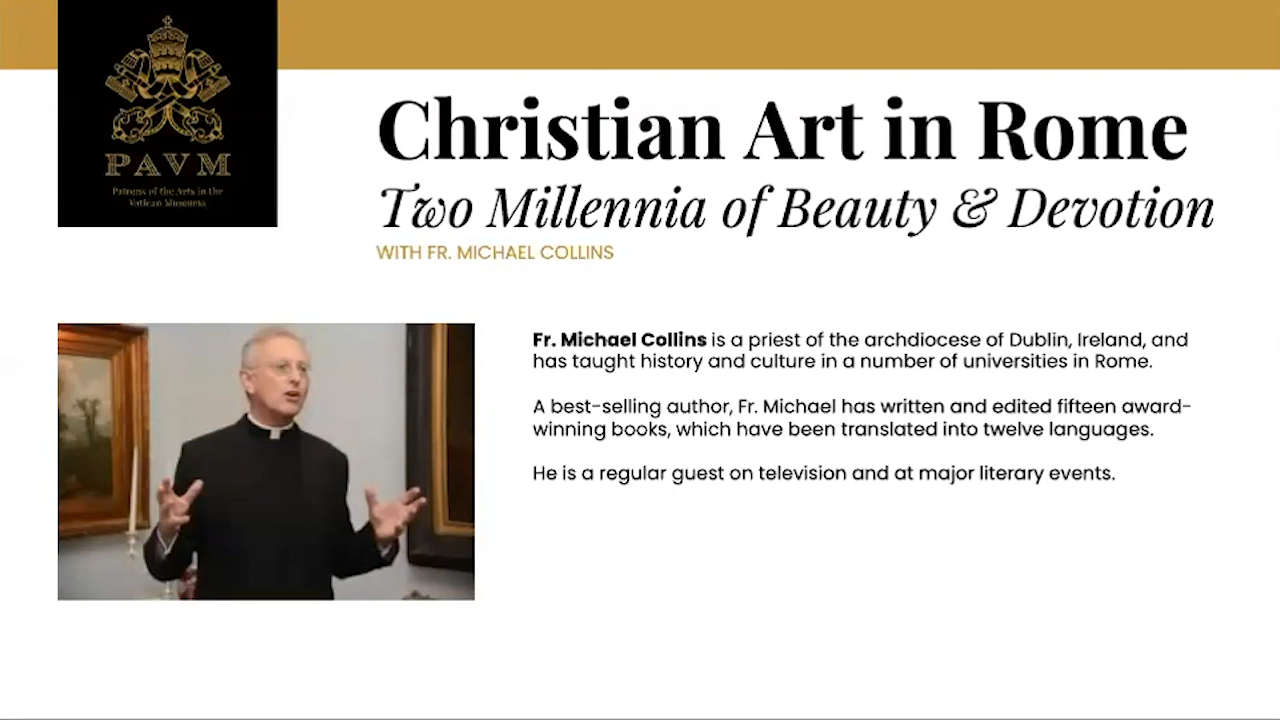 PAVM
Patrons of the Arts in the
Vatican Museums
Christian Art in Rome
Two Millennia of Beauty & Devotion
WITH FR. MICHAEL COLLINS
Fr. Michael Collins is a priest of the archdiocese of Dublin, Ireland, and
has taught history and culture in a number of universities in Rome.
A best-selling author, Fr. Michael has written and edited fifteen award-
winning books, which have been translated into twelve languages.
He is a regular guest on television and at major literary events.